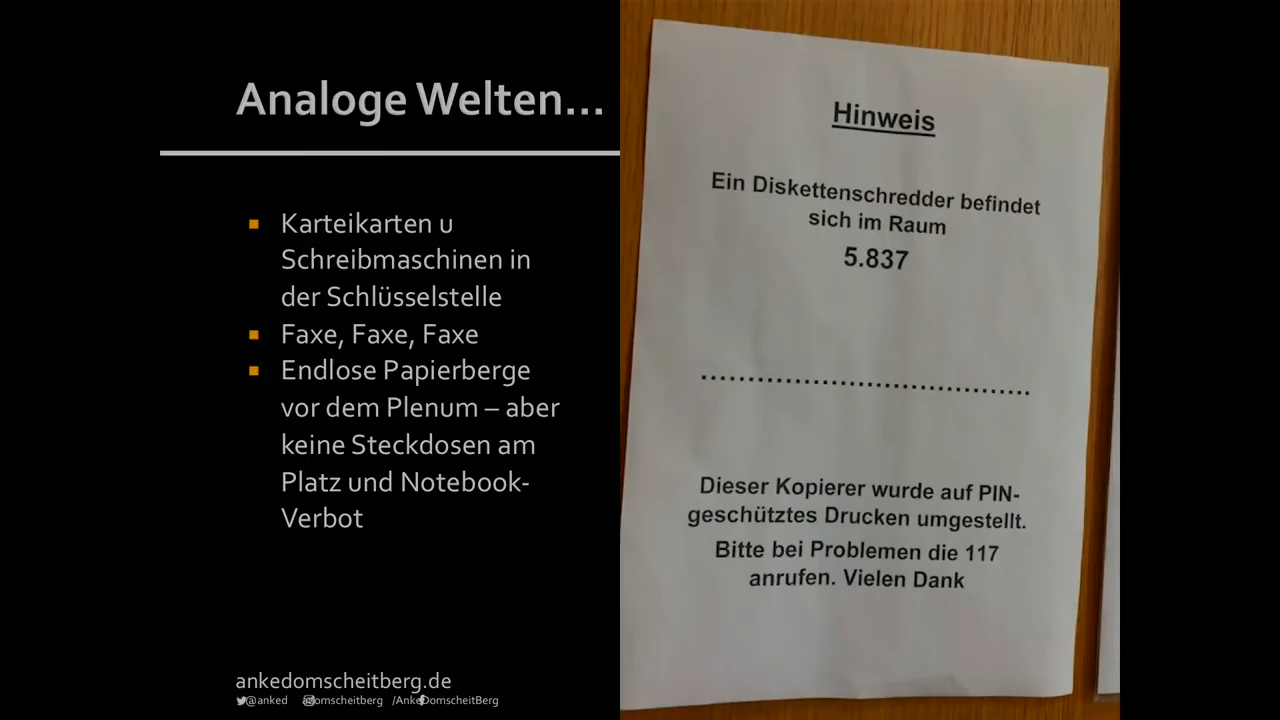 Analoge Welten...
Karteikarten u
Schreibmaschinen in
der Schlüsselstelle
Faxe, Faxe, Faxe
Endlose Papierberge
vor dem Plenum – aber
keine Steckdosen am
Platz und Notebook-
Verbot
ankedomscheitberg.de
@anked adomscheitberg /AnkeDomscheitBerg
Hinweis
Ein Diskettenschredder befindet
sich im Raum
5.837
......................................
Dieser Kopierer wurde auf PIN-
geschütztes Drucken umgestellt.
Bitte bei Problemen die 117
anrufen. Vielen Dank